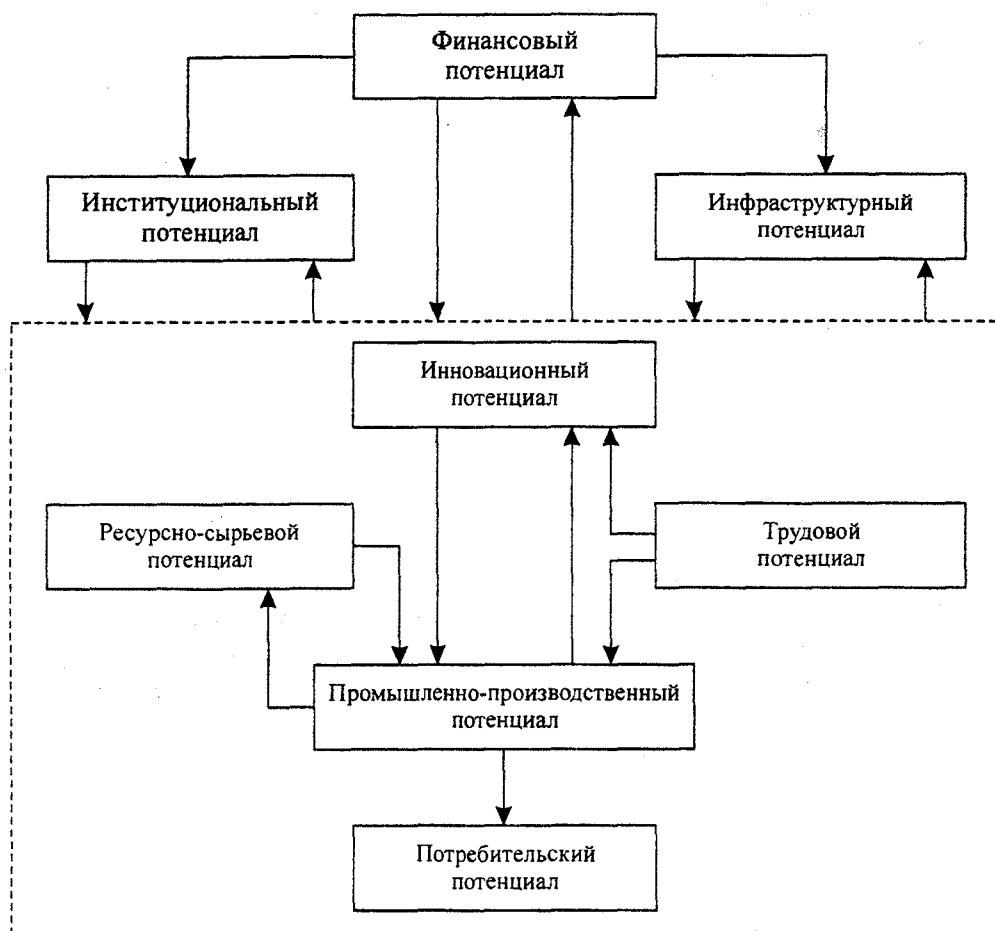 Финансовый
потенциал
Институциональный
потенциал
Инфраструктурный
потенциал
Инновационный
потенциал
Ресурсно-сырьевой
потенциал
Трудовой
потенциал
Промышленно-производственный
потенциал
Потребительский
потенциал